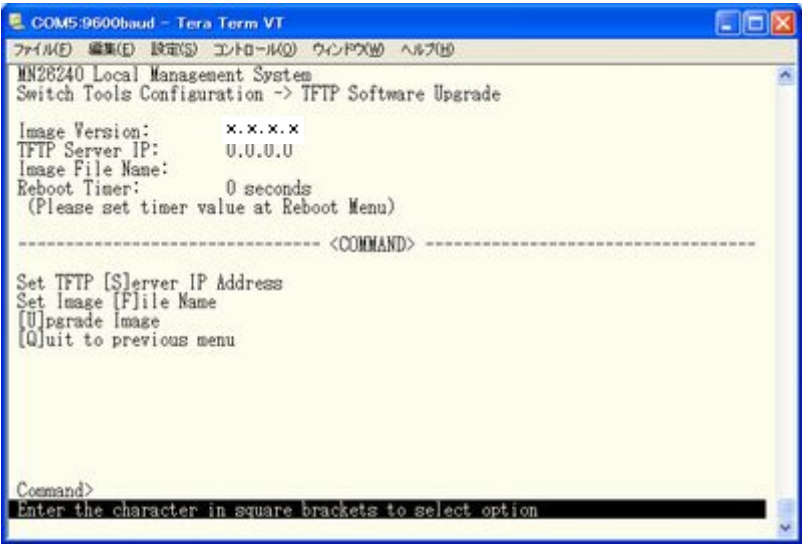 COM5:9600baud - Tera Term VT
ファイル(F) 編集(E) 設定(S) コントロール(O) ウィンドウ(W) ヘルプ(H)
MN26240 Local Management System
Switch Tools Configuration -> TFTP Software Upgrade
Image Version: x.x.x.x
TFTP Server IP: 0.0.0.0
Image File Name:
Reboot Timer: 0 seconds
(Please set timer value at Reboot Menu)
-------------------------------- <COMMAND> -----------------------------------
Set TFTP [S]erver IP Address
Set Image [F]ile Name
[U]pgrade Image
[Q]uit to previous menu
Command>
Enter the character in square brackets to select option